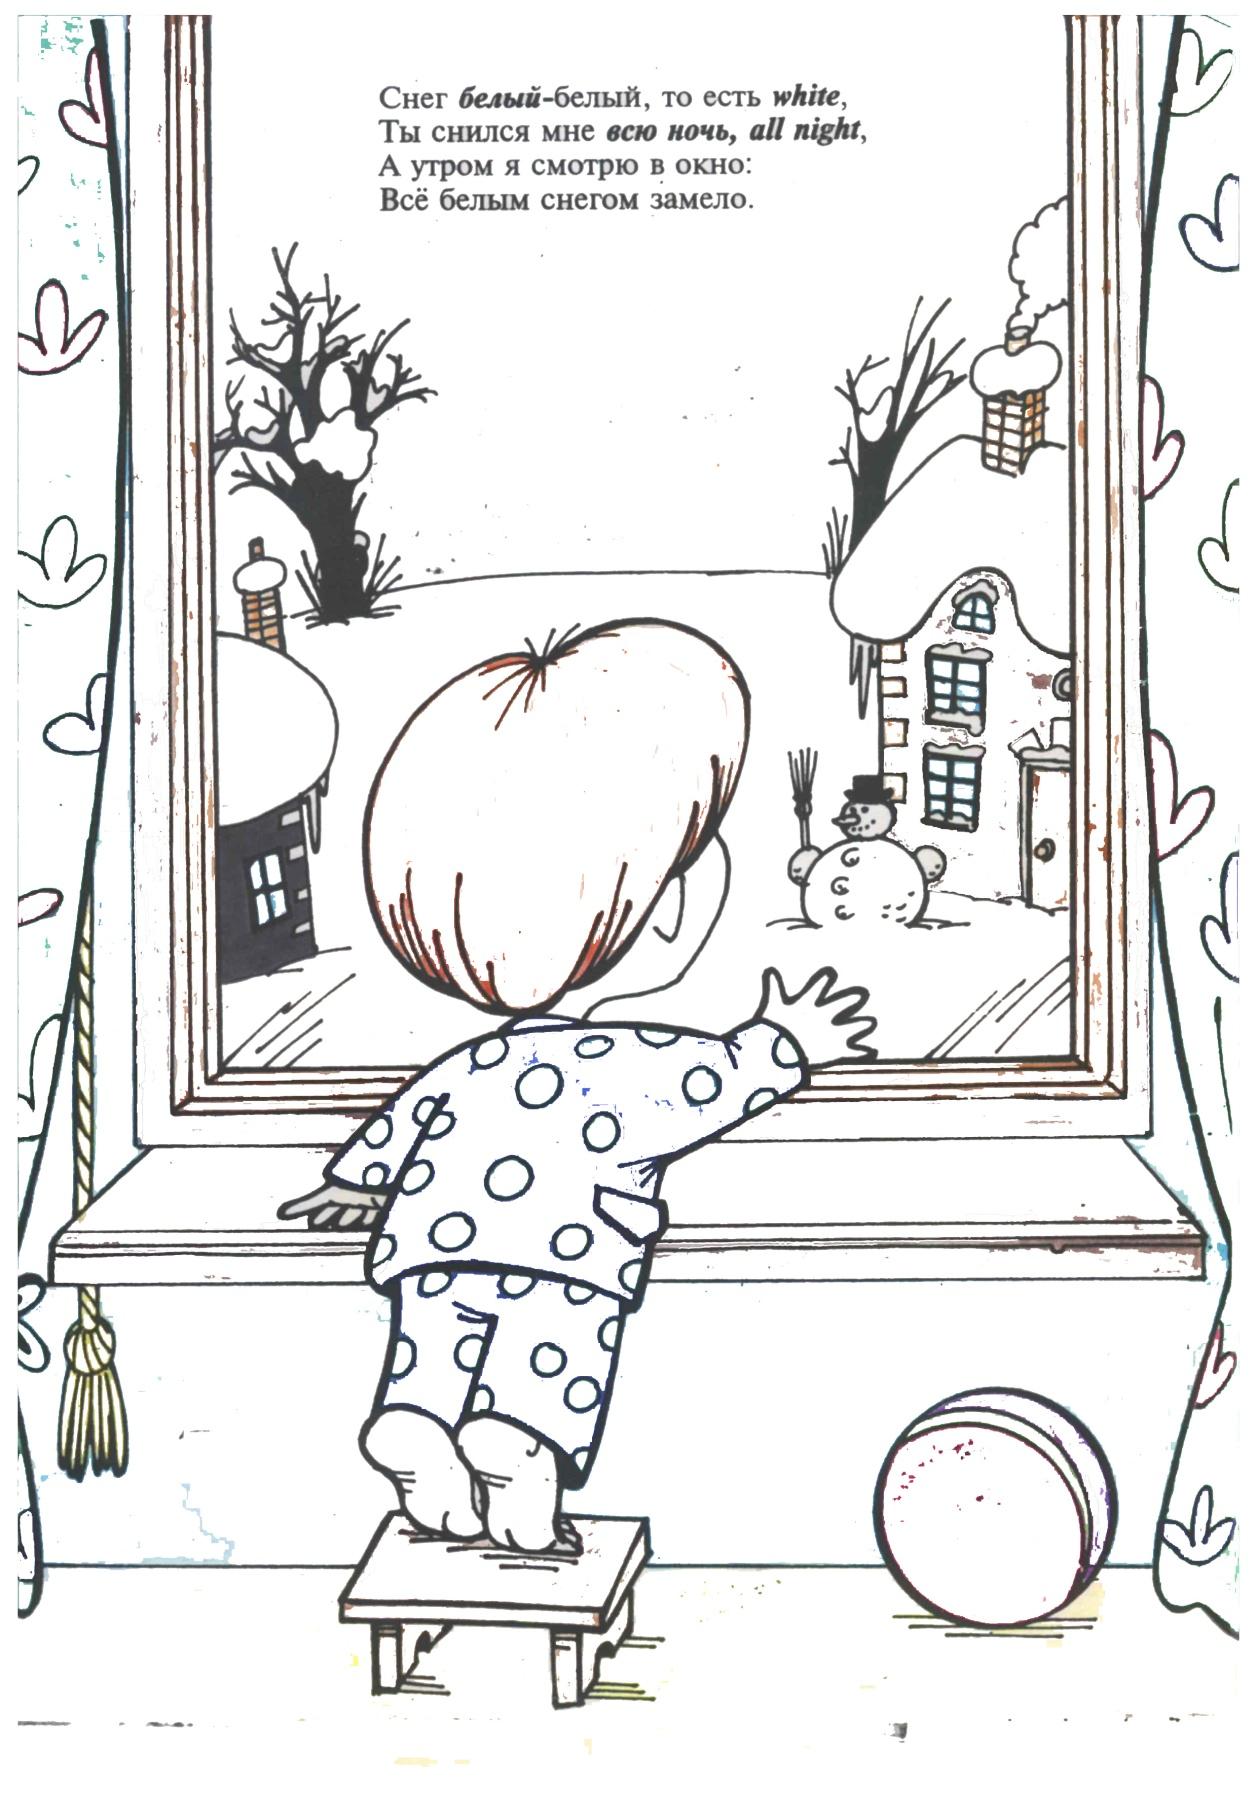 Снег белый-белый, то есть white,
Ты снился мне всю ночь, all night,
А утром я смотрю в окно:
Всё белым снегом замело.